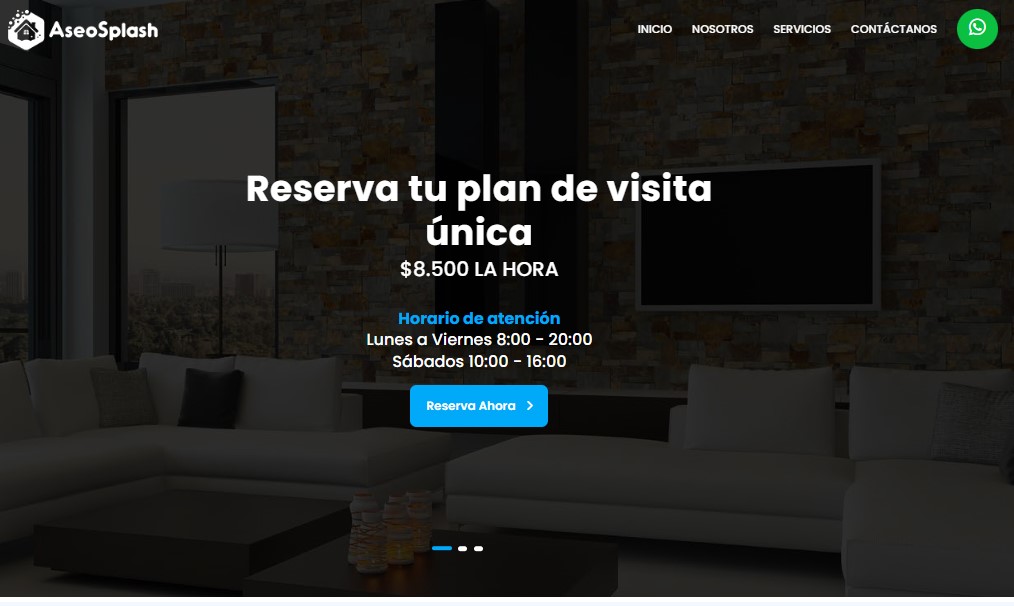 AseoSplash
INICIO NOSOTROS SERVICIOS CONTÁCTANOS
Reserva tu plan de visita
única
$8.500 LA HORA
Horario de atención
Lunes a Viernes 8:00 - 20:00
Sábados 10:00 - 16:00
Reserva Ahora